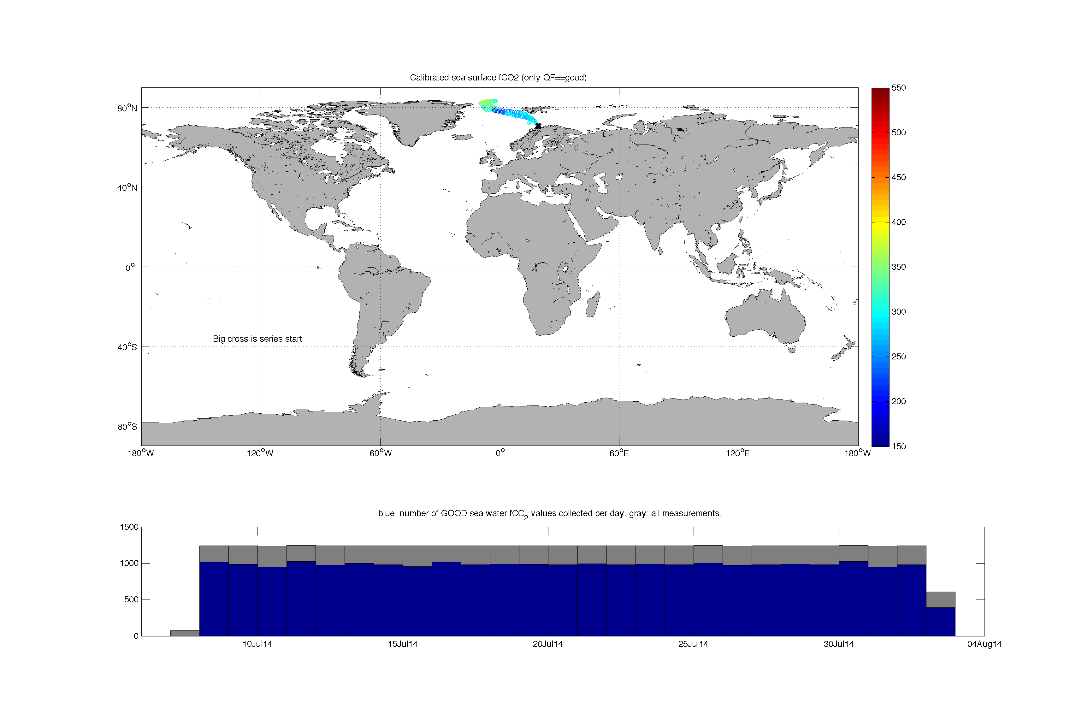 Calibrated sea surface fCO2 (only QF==good)
550
80°N
500
450
40°N
400
350
0°
300
Big cross is series start
250
40°S
200
80°S
150
180°W 120°W 60°W 0° 60°E 120°E 180°W
blue: number of GOOD sea water fCO2 values collected per day, gray: all measurements.
1500
1000
500
0
10Jul14 15Jul14 20Jul14 25Jul14 30Jul14 04Aug14